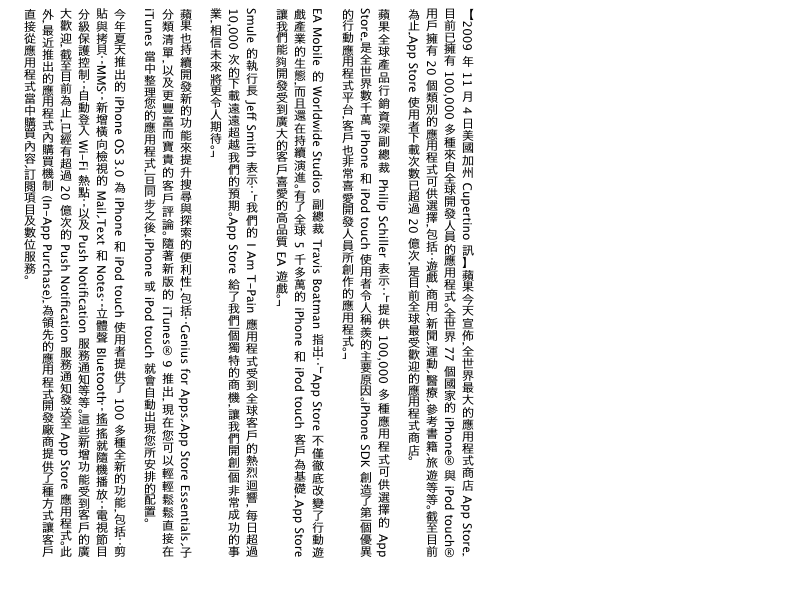 【2009 年 11 月 4 日美國加州 Cupertino 訊】蘋果今天宣佈，全世界最大的應用程式商店 App Store，
目前已擁有 100,000 多種來自全球開發人員的應用程式。全世界 77 個國家的 iPhone® 與 iPod touch®
用戶擁有 20 個類別的應用程式可供選擇，包括：遊戲、商用、新聞、運動、醫療、參考書籍、旅遊等等。截至目前
為止，App Store 使用者下載次數已超過 20 億次，是目前全球最受歡迎的應用程式商店。
蘋果全球產品行銷資深副總裁 Philip Schiller 表示：「提供 100,000 多種應用程式可供選擇的 App
Store，是全世界數千萬 iPhone 和 iPod touch 使用者令人稱羨的主要原因。iPhone SDK 創造了第一個優異
的行動應用程式平台，客戶也非常喜愛開發人員所創作的應用程式。」
EA Mobile 的 Worldwide Studios 副總裁 Travis Boatman 指出：「App Store 不僅徹底改變了行動遊
戲產業的生態，而且還在持續演進。有了全球 5 千多萬的 iPhone 和 iPod touch 客戶為基礎，App Store
讓我們能夠開發受到廣大的客戶喜愛的高品質 EA 遊戲。」
Smule 的執行長 Jeff Smith 表示：「我們的 I Am T-Pain 應用程式受到全球客戶的熱烈迴響，每日超過
10,000 次的下載遠遠超越我們的預期。App Store 給了我們一個獨特的商機，讓我們開創一個非常成功的事
業，相信未來將更令人期待。」
蘋果也持續開發新的功能來提升搜尋與探索的便利性，包括：Genius for Apps、App Store Essentials、子
分類清單，以及更豐富而寶貴的客戶評論。隨著新版的 iTunes® 9 推出，現在您可以輕輕鬆鬆直接在
iTunes 當中整理您的應用程式，一旦同步之後，iPhone 或 iPod touch 就會自動出現您所安排的配置。
今年夏天推出的 iPhone OS 3.0 為 iPhone 和 iPod touch 使用者提供了 100 多種全新的功能，包括：剪
貼與拷貝；MMS；新增橫向檢視的 Mail、Text 和 Notes；立體聲 Bluetooth；搖搖就隨機播放；電視節目
分級保護控制；自動登入 Wi-Fi 熱點；以及 Push Notification 服務通知等等。這些新增功能受到客戶的廣
大歡迎，截至目前為止，已經有超過 20 億次的 Push Notification 服務通知發送至 App Store 應用程式。此
外，最近推出的應用程式內購買機制 (In-App Purchase)，為領先的應用程式開發廠商提供了一種方式讓客戶
直接從應用程式當中購買內容、訂閱項目及數位服務。